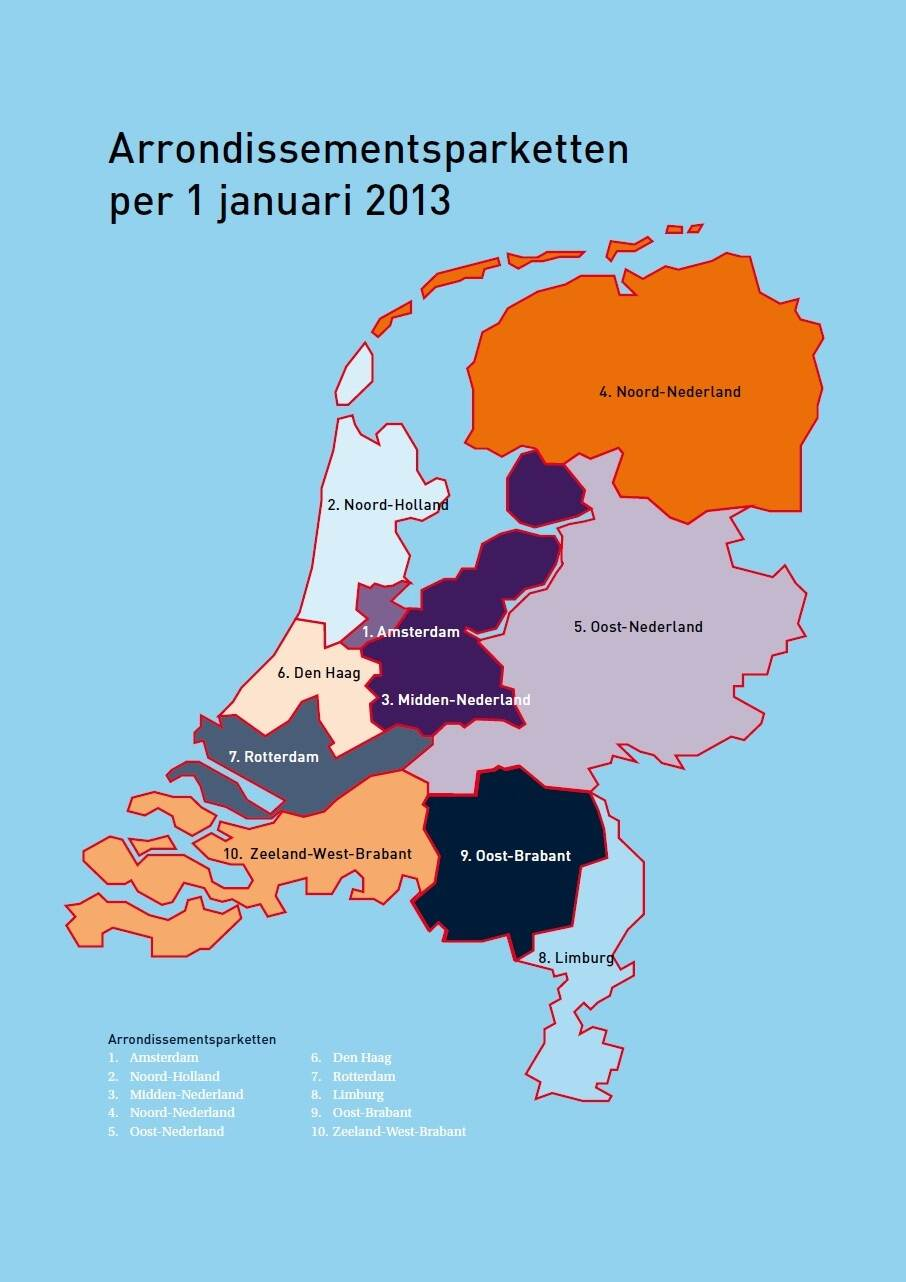 Arrondissementsparketten
per 1 januari 2013
4. Noord-Nederland
2. Noord-Holland
5. Oost-Nederland
1. Amsterdam
6. Den Haag
3. Midden-Nederland
7. Rotterdam
10. Zeeland-West-Brabant
9. Oost-Brabant
8. Limburg
Arrondissementsparketten
1. Amsterdam
2. Noord-Holland
3. Midden-Nederland
4. Noord-Nederland
5. Oost-Nederland
6. Den Haag
7. Rotterdam
8. Limburg
9. Oost-Brabant
10. Zeeland-West-Brabant